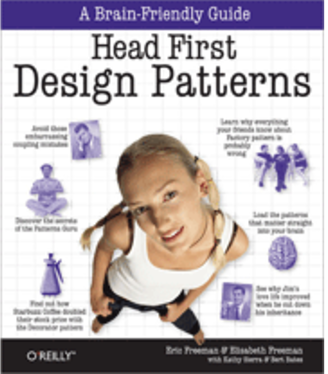 A Brain-Friendly Guide
Head First
Design Patterns
Avoid those
embarrassing
coupling mistakes
Learn why everything
your friends know about
Factory pattern is
probably
wrong
Discover the secrets
of the Patterns Guru
Load the patterns
that matter straight
into your brain
Find out how
Starbuzz Coffee doubled
their stock price with
the Decorator pattern
See why Jim's
love life improved
when he cut down
his inheritance
O'REILLY
Eric Freeman & Elisabeth Freeman
with Kathy Sierra & Bert Bates